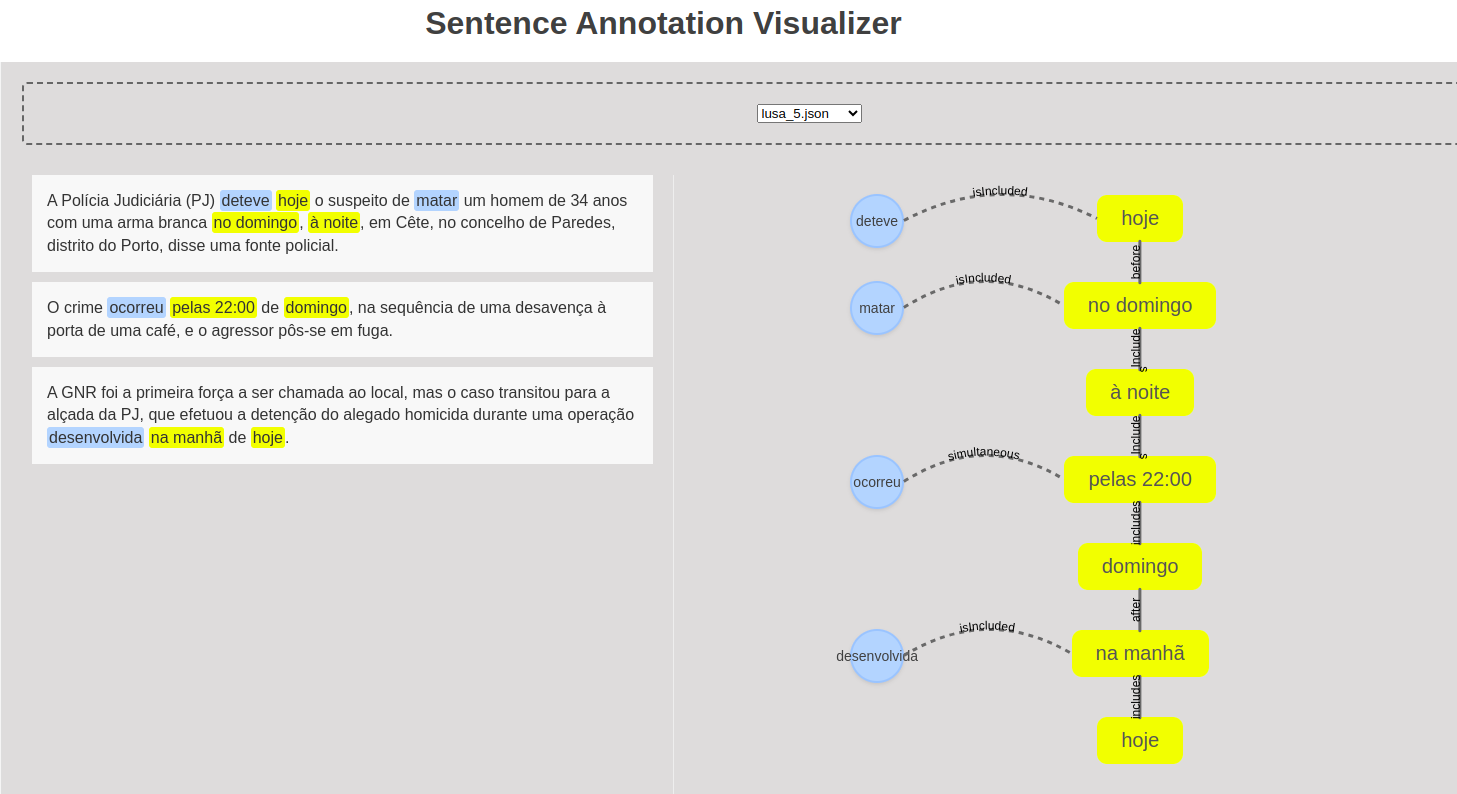 Sentence Annotation Visualizer
lusa_5.json
A Polícia Judiciária (PJ) deteve hoje o suspeito de matar um homem de 34 anos
com uma arma branca no domingo, à noite, em Cête, no concelho de Paredes,
distrito do Porto, disse uma fonte policial.
O crime ocorreu pelas 22:00 de domingo, na sequência de uma desavença à
porta de uma café, e o agressor pôs-se em fuga.
A GNR foi a primeira força a ser chamada ao local, mas o caso transitou para a
alçada da PJ, que efetuou a detenção do alegado homicida durante uma operação
desenvolvida na manhã de hoje.
deteve
isIncluded
hoje
before
matar
isIncluded
no domingo
Include
s
à noite
Include
s
ocorreu
simultaneous
pelas 22:00
includes
domingo
after
desenvolvida
isIncluded
na manhã
includes
hoje